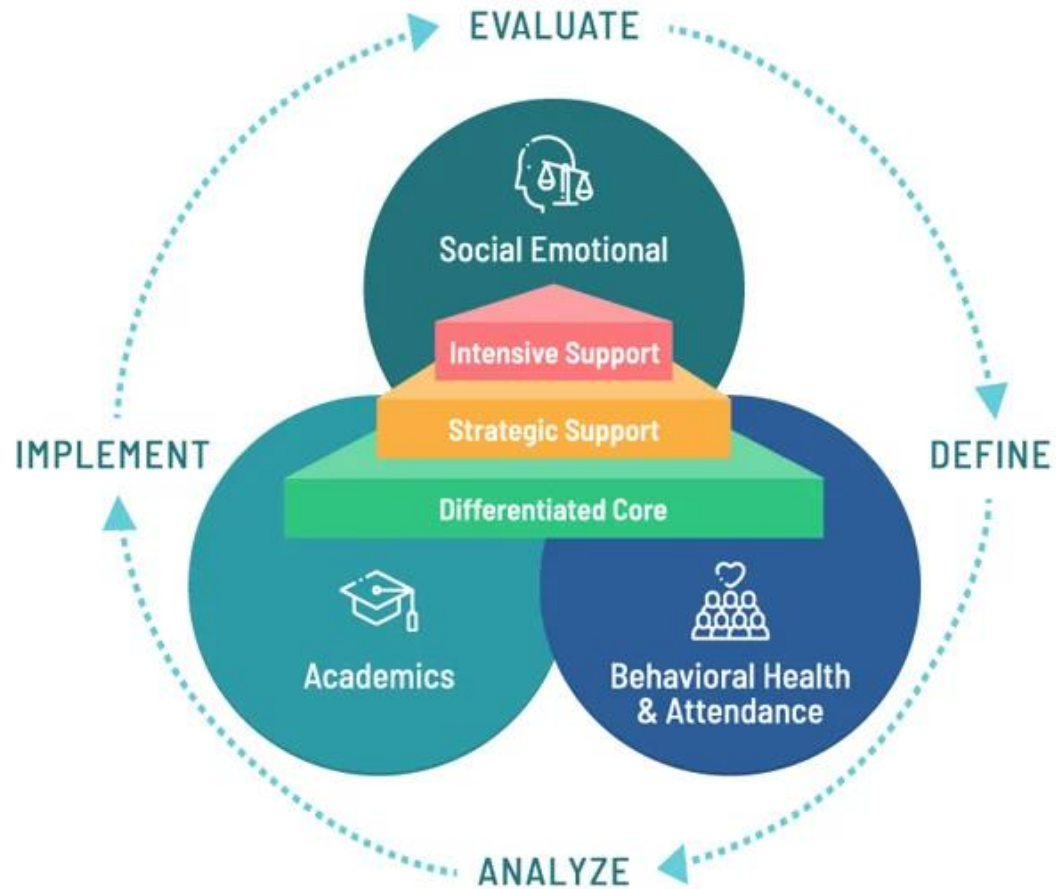 EVALUATE
Social Emotional
Intensive Support
Strategic Support
IMPLEMENT
DEFINE
Differentiated Core
Academics
Behavioral Health
& Attendance
ANALYZE